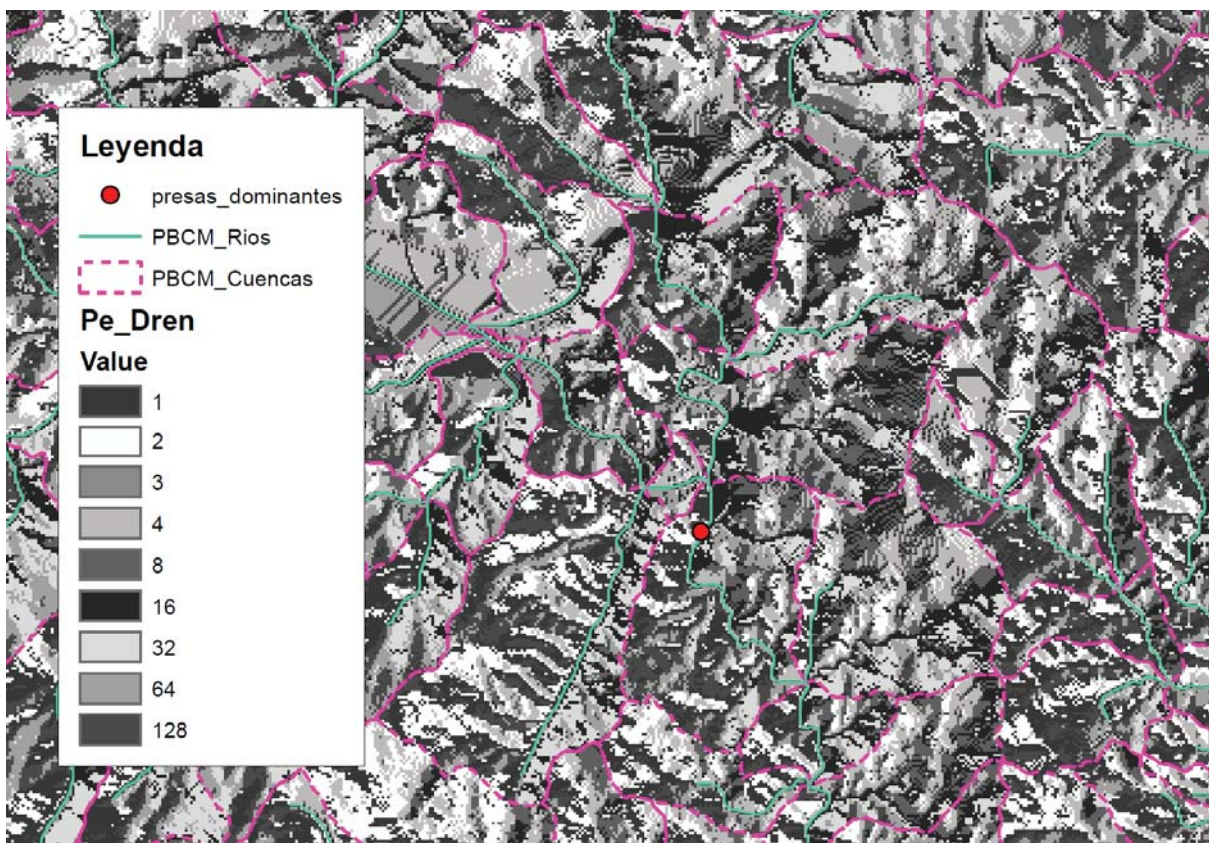 Leyenda
presas_dominantes
PBCM_Rios
PBCM_Cuencas
Pe_Dren
Value
1
2
3
4
8
16
32
64
128